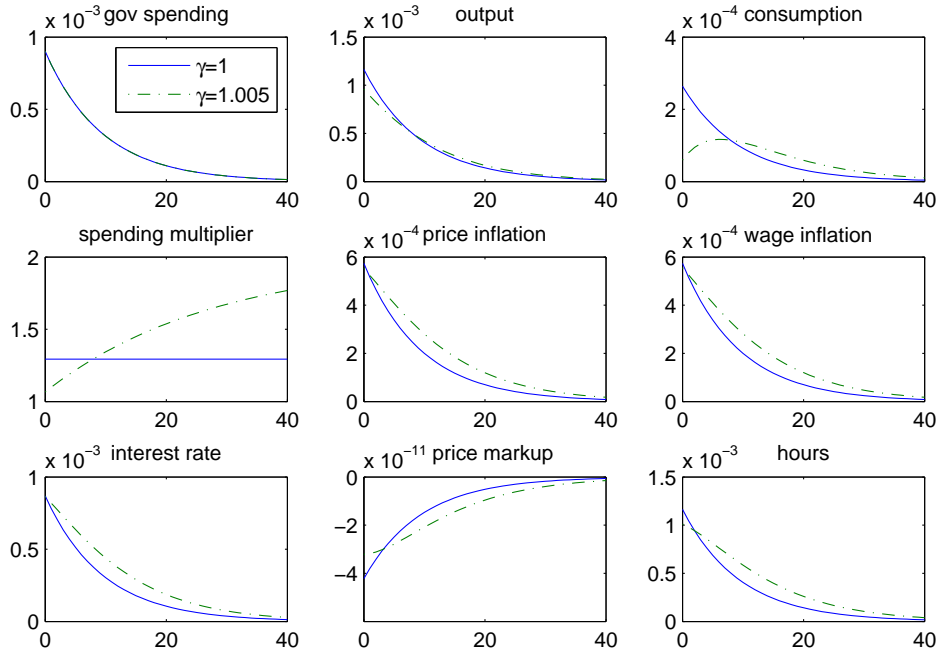 x 10⁻³ gov spending
1
0.5
0
0 20 40
γ=1
γ=1.005
x 10⁻³ output
1.5
1
0.5
0
0 20 40
x 10⁻⁴ consumption
4
2
0
0 20 40
spending multiplier
2
1.5
1
0 20 40
x 10⁻⁴ price inflation
6
4
2
0
0 20 40
x 10⁻⁴ wage inflation
6
4
2
0
0 20 40
x 10⁻³ interest rate
1
0.5
0
0 20 40
x 10⁻¹¹ price markup
0
−2
−4
0 20 40
x 10⁻³ hours
1.5
1
0.5
0
0 20 40